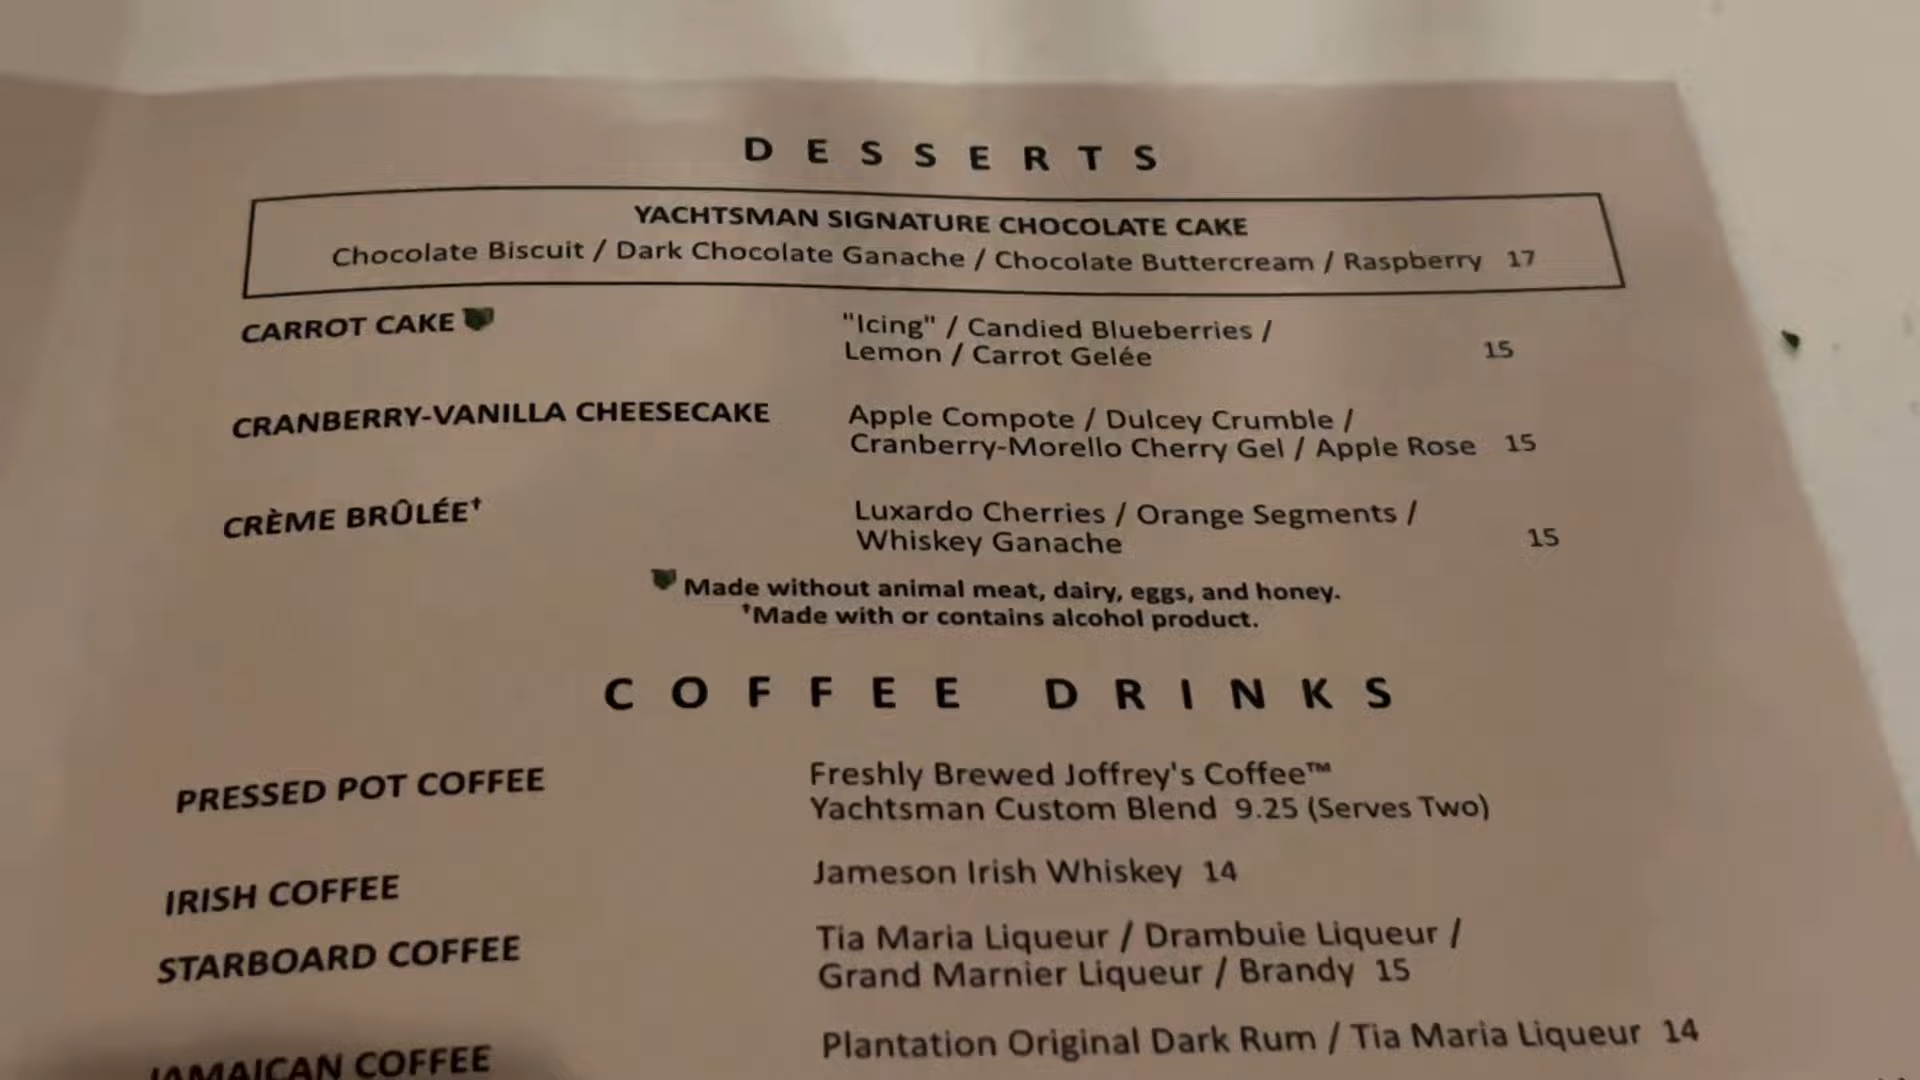 DESSERTS
YACHTSMAN SIGNATURE CHOCOLATE CAKE
Chocolate Biscuit / Dark Chocolate Ganache / Chocolate Buttercream / Raspberry 17
CARROT CAKE
"Icing" / Candied Blueberries /
Lemon / Carrot Gelée 15
CRANBERRY-VANILLA CHEESECAKE
Apple Compote / Dulcey Crumble /
Cranberry-Morello Cherry Gel / Apple Rose 15
CRÈME BRÛLÉE†
Luxardo Cherries / Orange Segments /
Whiskey Ganache 15
Made without animal meat, dairy, eggs, and honey.
†Made with or contains alcohol product.
COFFEE DRINKS
PRESSED POT COFFEE
Freshly Brewed Joffrey's Coffee™
Yachtsman Custom Blend 9.25 (Serves Two)
IRISH COFFEE
Jameson Irish Whiskey 14
STARBOARD COFFEE
Tia Maria Liqueur / Drambuie Liqueur /
Grand Marnier Liqueur / Brandy 15
JAMAICAN COFFEE
Plantation Original Dark Rum / Tia Maria Liqueur 14